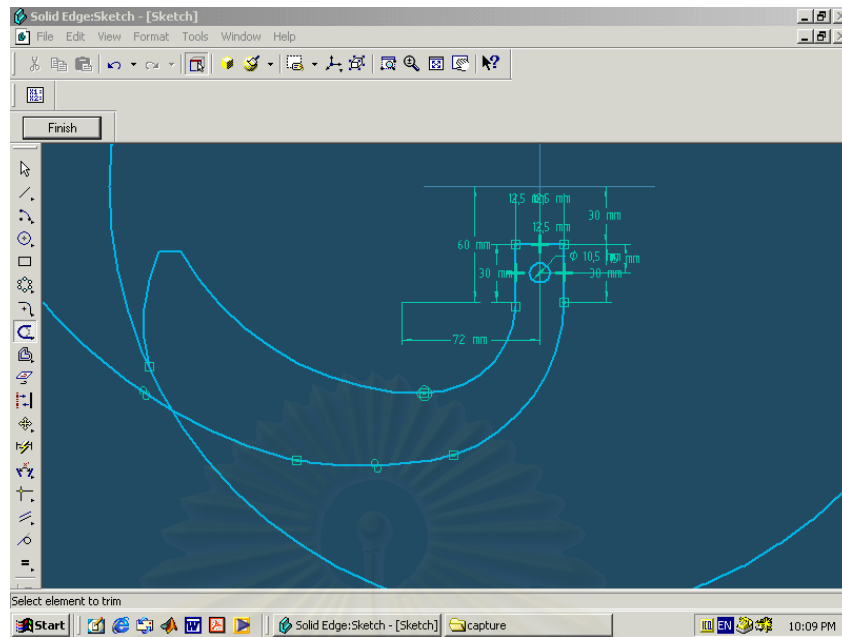 Solid Edge:Sketch - [Sketch]
File Edit View Format Tools Window Help
Finish
12,5 mm
30 mm
12,5 mm
60 mm
Φ 10,5
mm
30 mm
30 mm
72 mm
Select element to trim
Start Solid Edge:Sketch - [Sketch] capture EN 10:09 PM